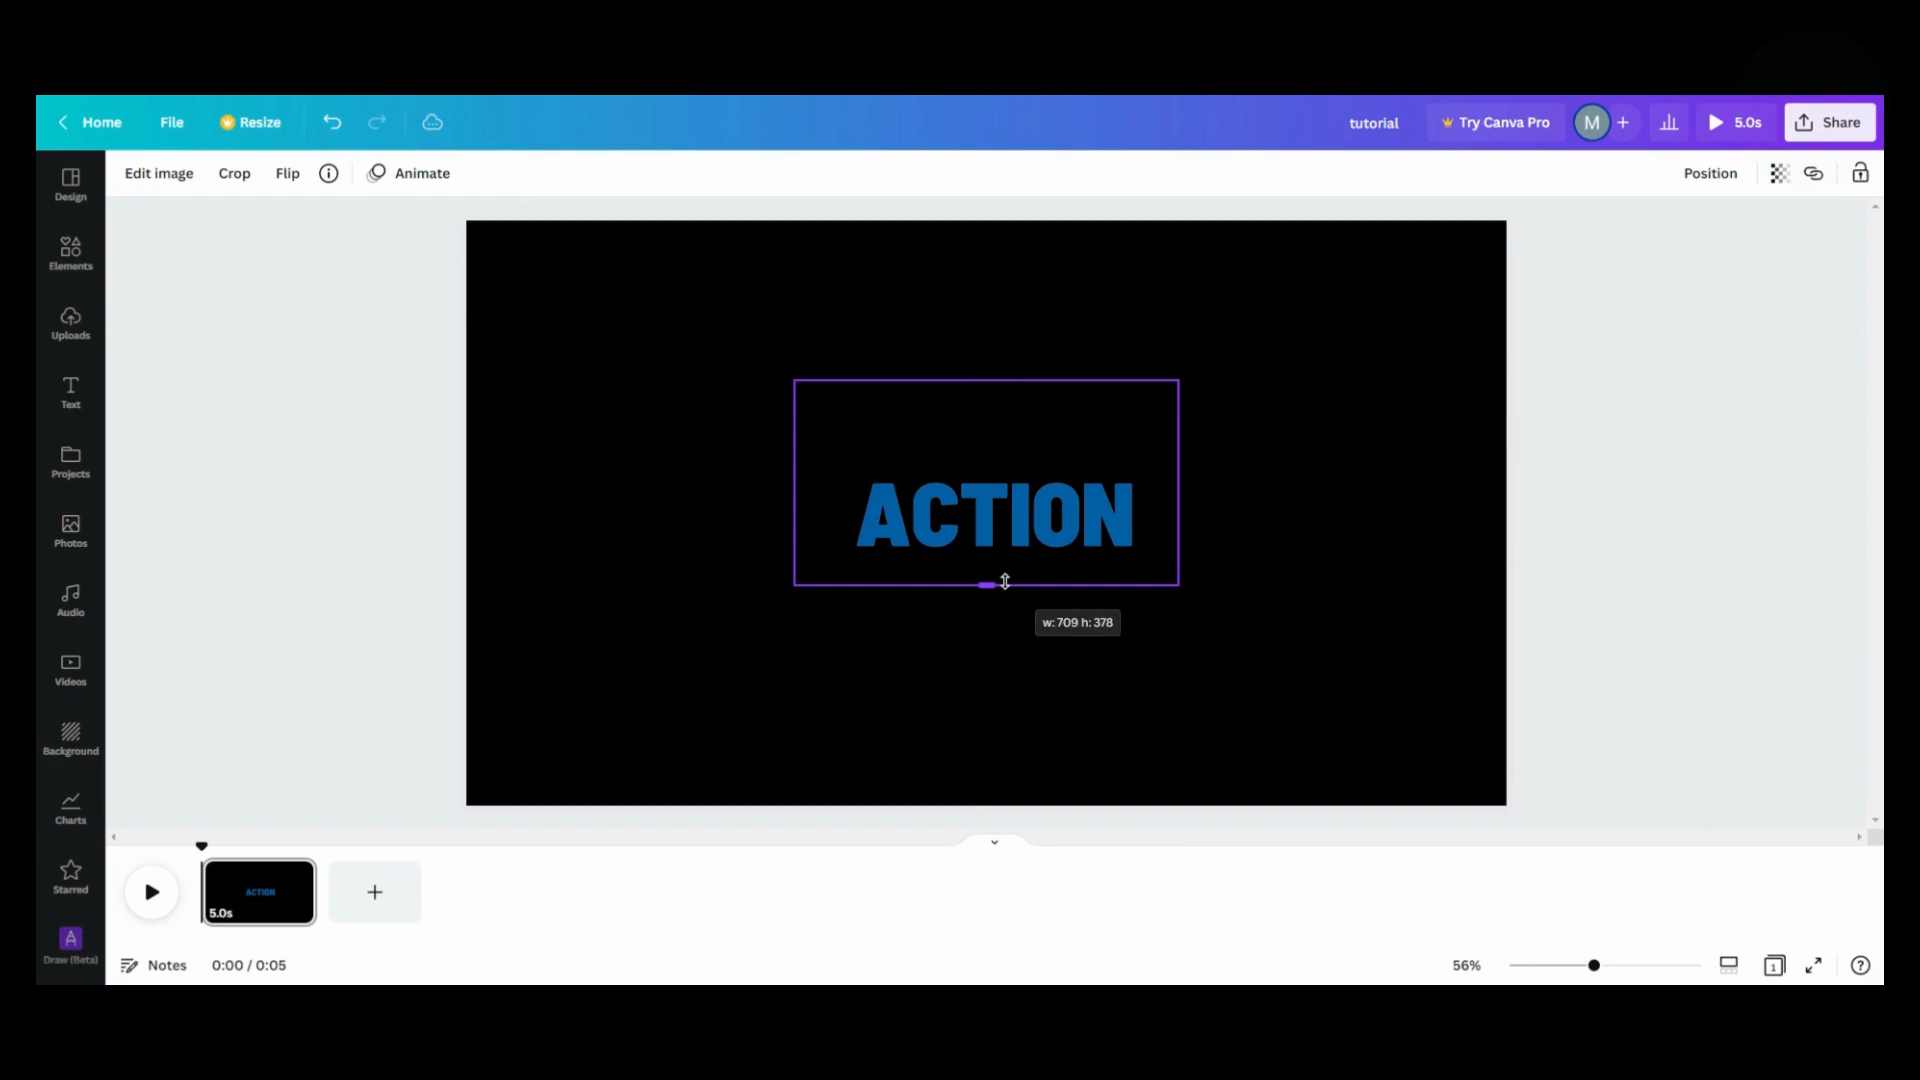 Home File Resize tutorial Try Canva Pro M 5.0s Share
Edit image Crop Flip Animate Position
Design
Elements
Uploads
Text
Projects
Photos
Audio
Videos
Background
Charts
Starred
Draw (Beta)
ACTION
w: 709 h: 378
ACTION
5.0s
Notes 0:00 / 0:05 56% 1